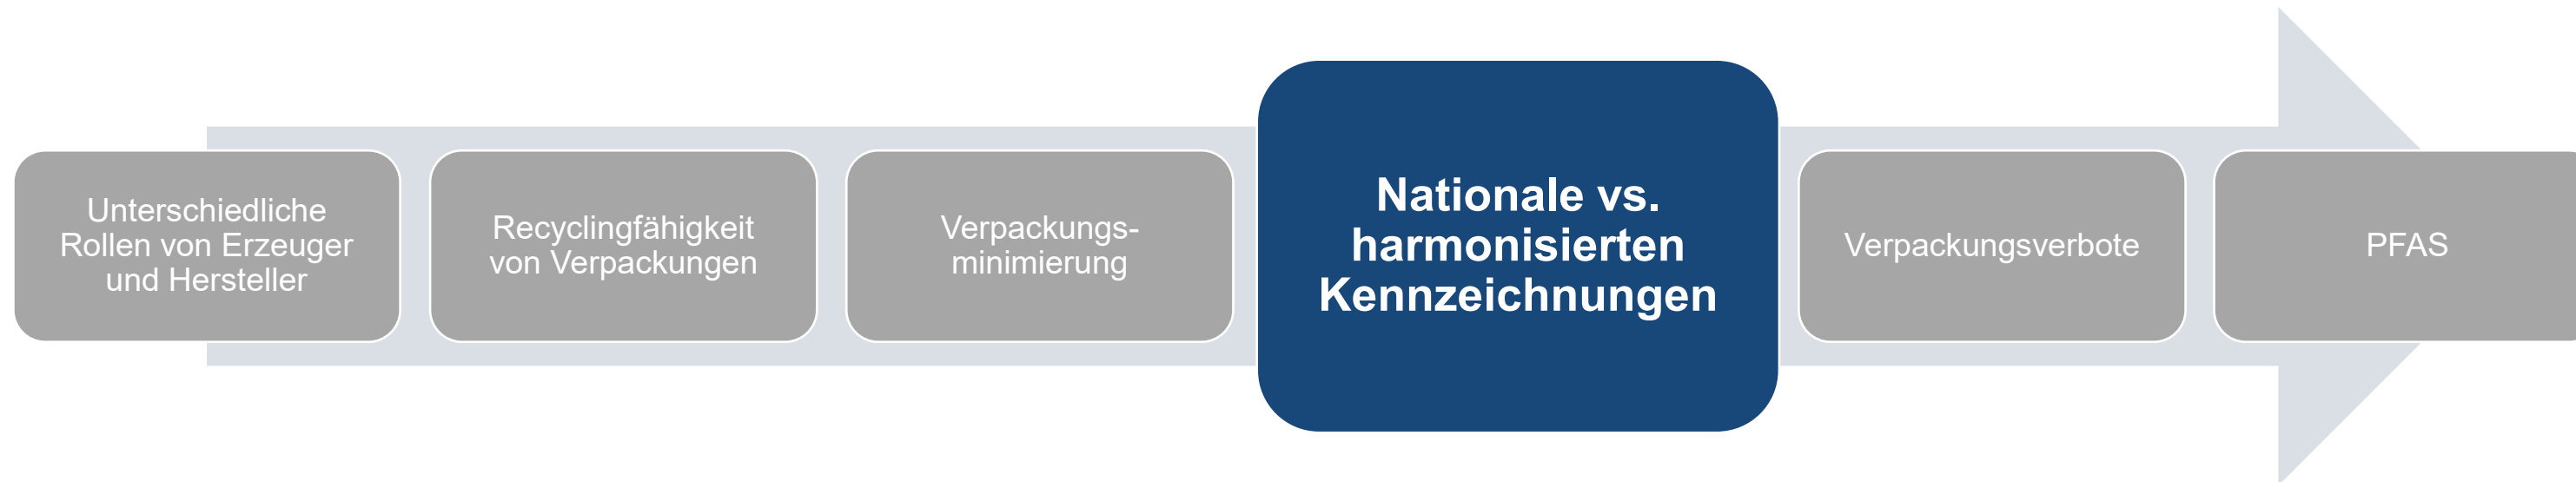 Unterschiedliche
Rollen von Erzeuger
und Hersteller
Recyclingfähigkeit
von Verpackungen
Verpackungs-
minimierung
Nationale vs.
harmonisierten
Kennzeichnungen
Verpackungsverbote
PFAS